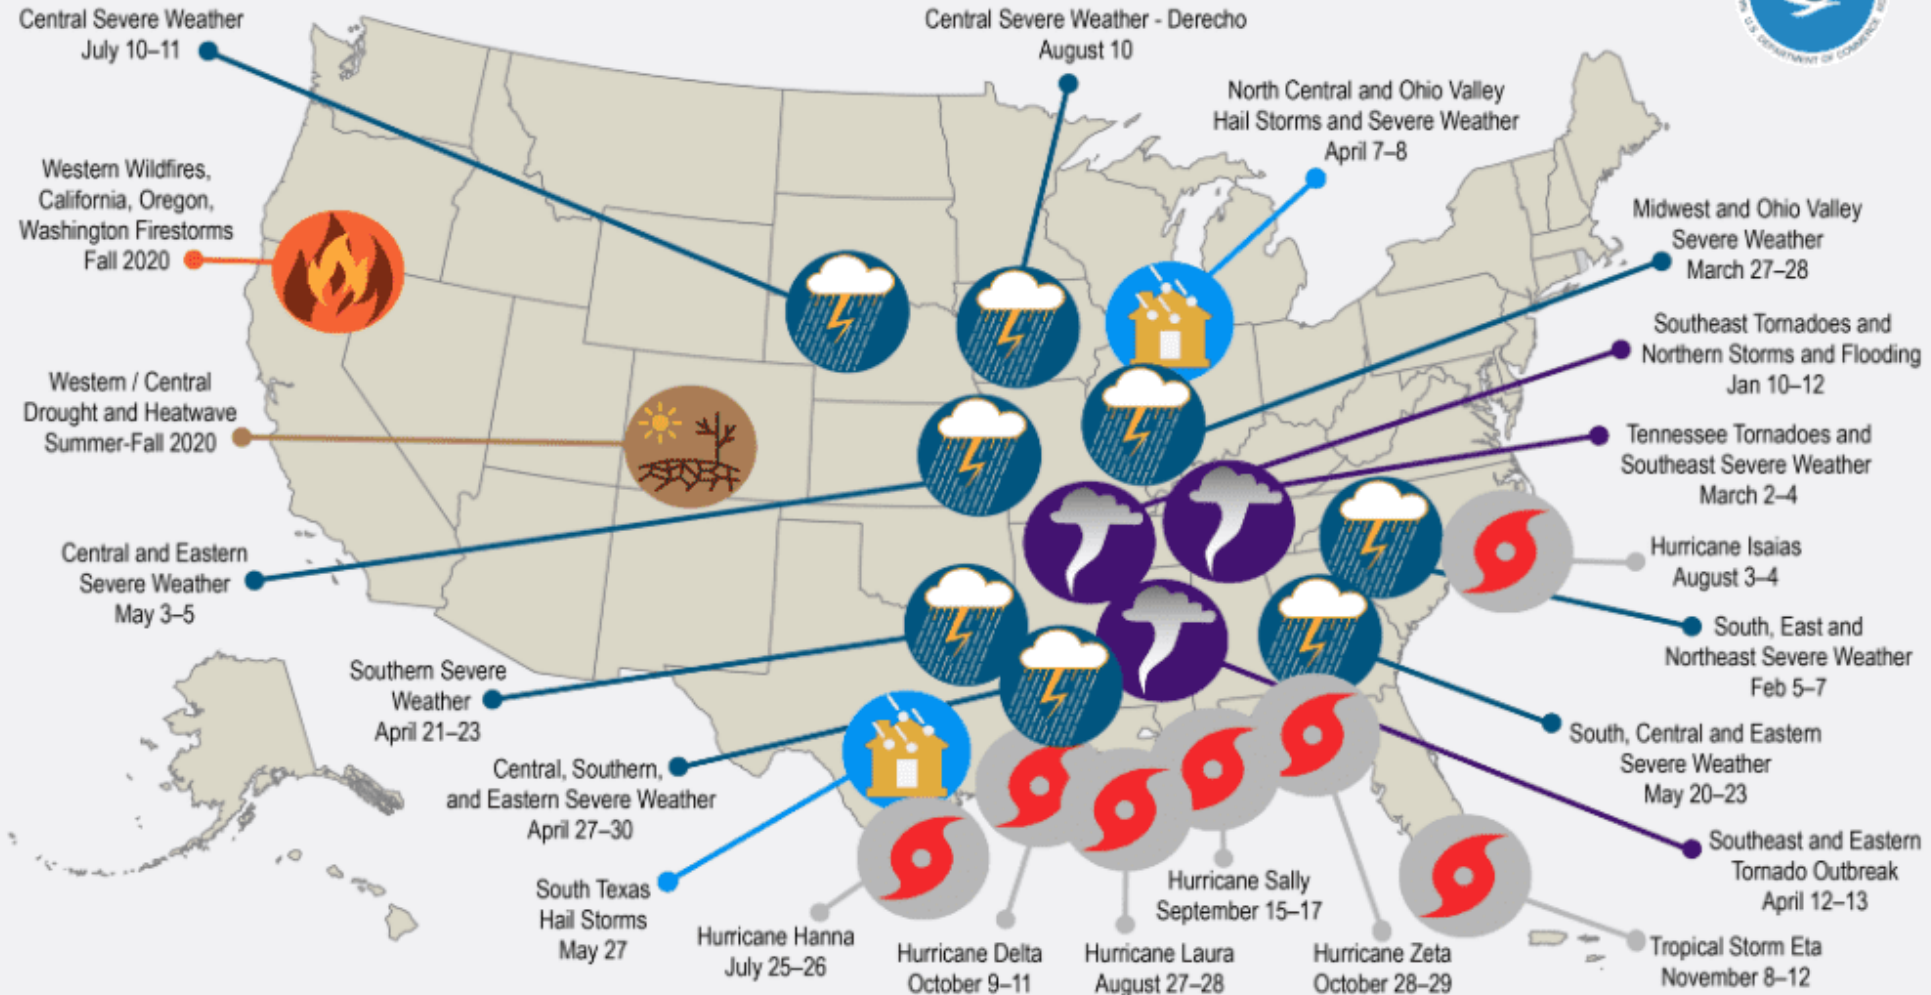 Central Severe Weather
July 10–11
Central Severe Weather - Derecho
August 10
U.S. DEPARTMENT OF COMMERCE
North Central and Ohio Valley
Hail Storms and Severe Weather
April 7–8
Western Wildfires,
California, Oregon,
Washington Firestorms
Fall 2020
Midwest and Ohio Valley
Severe Weather
March 27–28
Southeast Tornadoes and
Northern Storms and Flooding
Jan 10–12
Western / Central
Drought and Heatwave
Summer-Fall 2020
Tennessee Tornadoes and
Southeast Severe Weather
March 2–4
Central and Eastern
Severe Weather
May 3–5
Hurricane Isaias
August 3–4
South, East and
Northeast Severe Weather
Feb 5–7
Southern Severe
Weather
April 21–23
South, Central and Eastern
Severe Weather
May 20–23
Central, Southern,
and Eastern Severe Weather
April 27–30
Southeast and Eastern
Tornado Outbreak
April 12–13
South Texas
Hail Storms
May 27
Hurricane Hanna
July 25–26
Hurricane Delta
October 9–11
Hurricane Laura
August 27–28
Hurricane Sally
September 15–17
Hurricane Zeta
October 28–29
Tropical Storm Eta
November 8–12